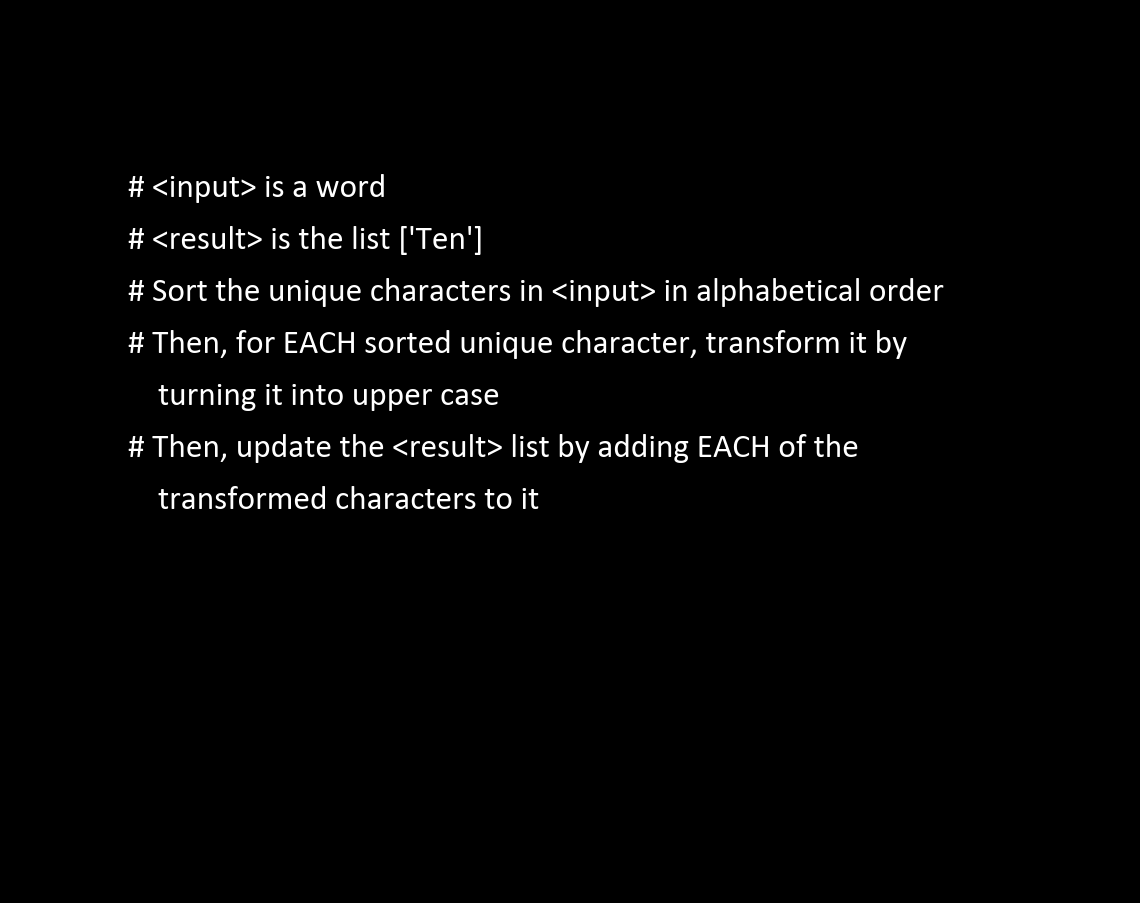 # <input> is a word
# <result> is the list ['Ten']
# Sort the unique characters in <input> in alphabetical order
# Then, for EACH sorted unique character, transform it by
turning it into upper case
# Then, update the <result> list by adding EACH of the
transformed characters to it